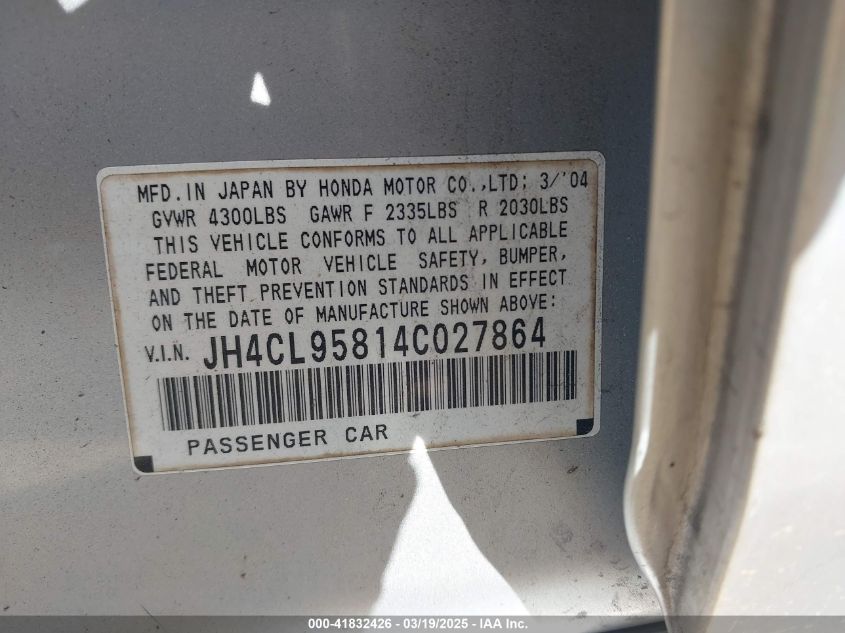 MFD. IN JAPAN BY HONDA MOTOR CO.,LTD; 3/'04
GVWR 4300LBS GAWR F 2335LBS R 2030LBS
THIS VEHICLE CONFORMS TO ALL APPLICABLE
FEDERAL MOTOR VEHICLE SAFETY, BUMPER,
AND THEFT PREVENTION STANDARDS IN EFFECT
ON THE DATE OF MANUFACTURE SHOWN ABOVE:
V.I.N. JH4CL95814C027864
PASSENGER CAR
000-41832426 - 03/19/2025 - IAA Inc.